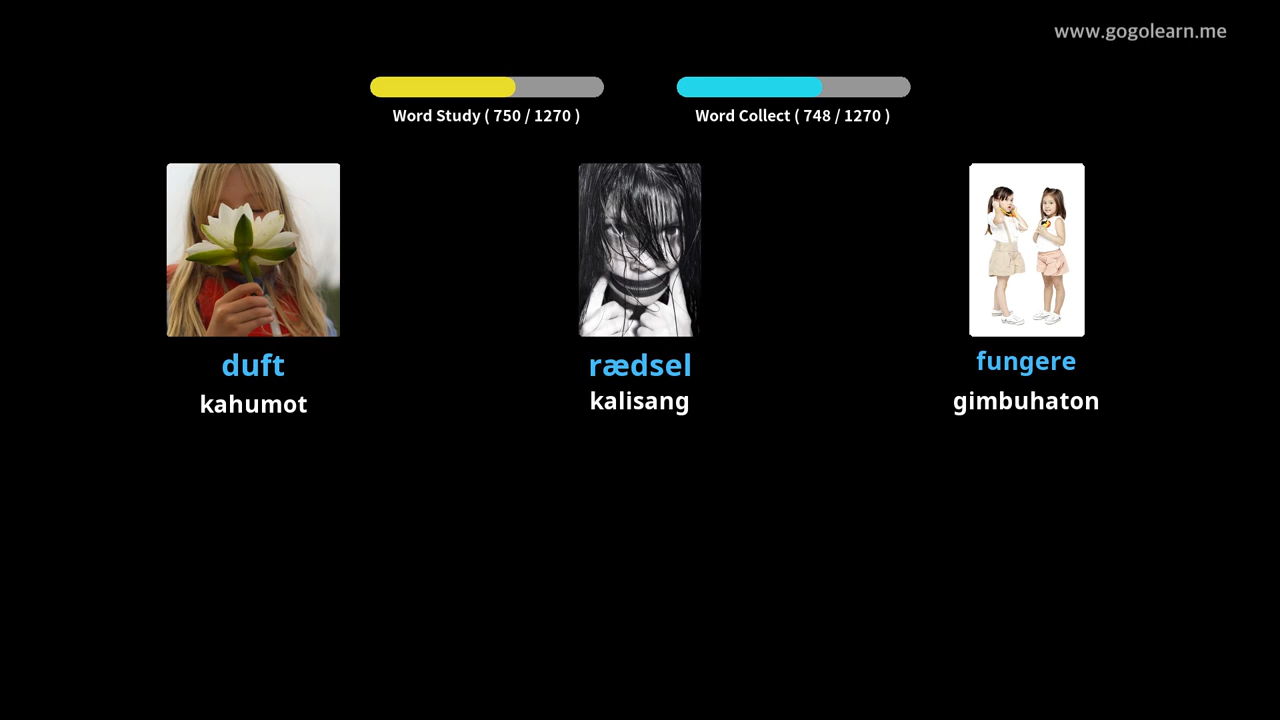 www.gogolearn.me
Word Study ( 750 / 1270 )
Word Collect ( 748 / 1270 )
duft
rædsel
fungere
kahumot
kalisang
gimbuhaton